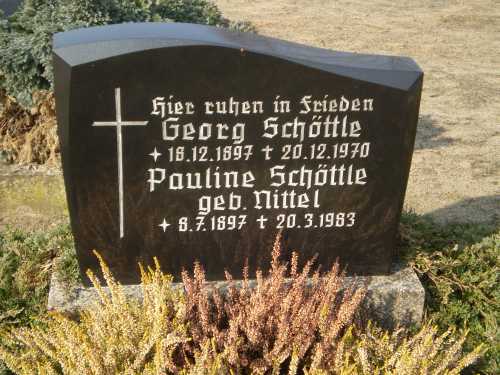 Hier ruhen in Frieden
Georg Schöttle
✦ 18.12.1897 ✝ 20.12.1970
Pauline Schöttle
geb. Nittel
✦ 8.7.1897 ✝ 20.3.1983